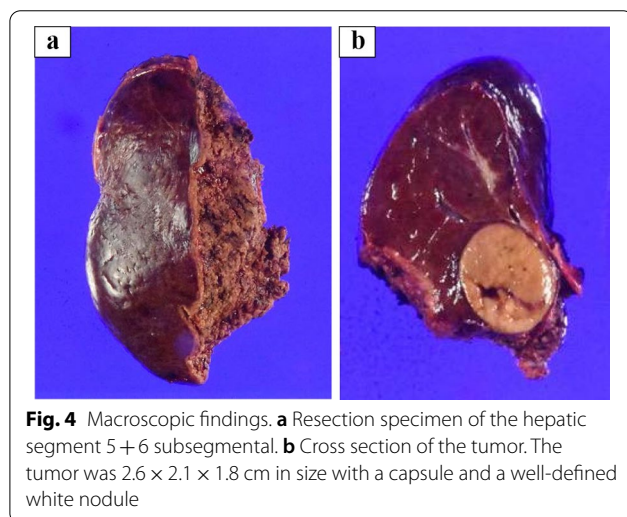 a
b
Fig. 4 Macroscopic findings. a Resection specimen of the hepatic
segment 5 + 6 subsegmental. b Cross section of the tumor. The
tumor was 2.6 × 2.1 × 1.8 cm in size with a capsule and a well-defined
white nodule